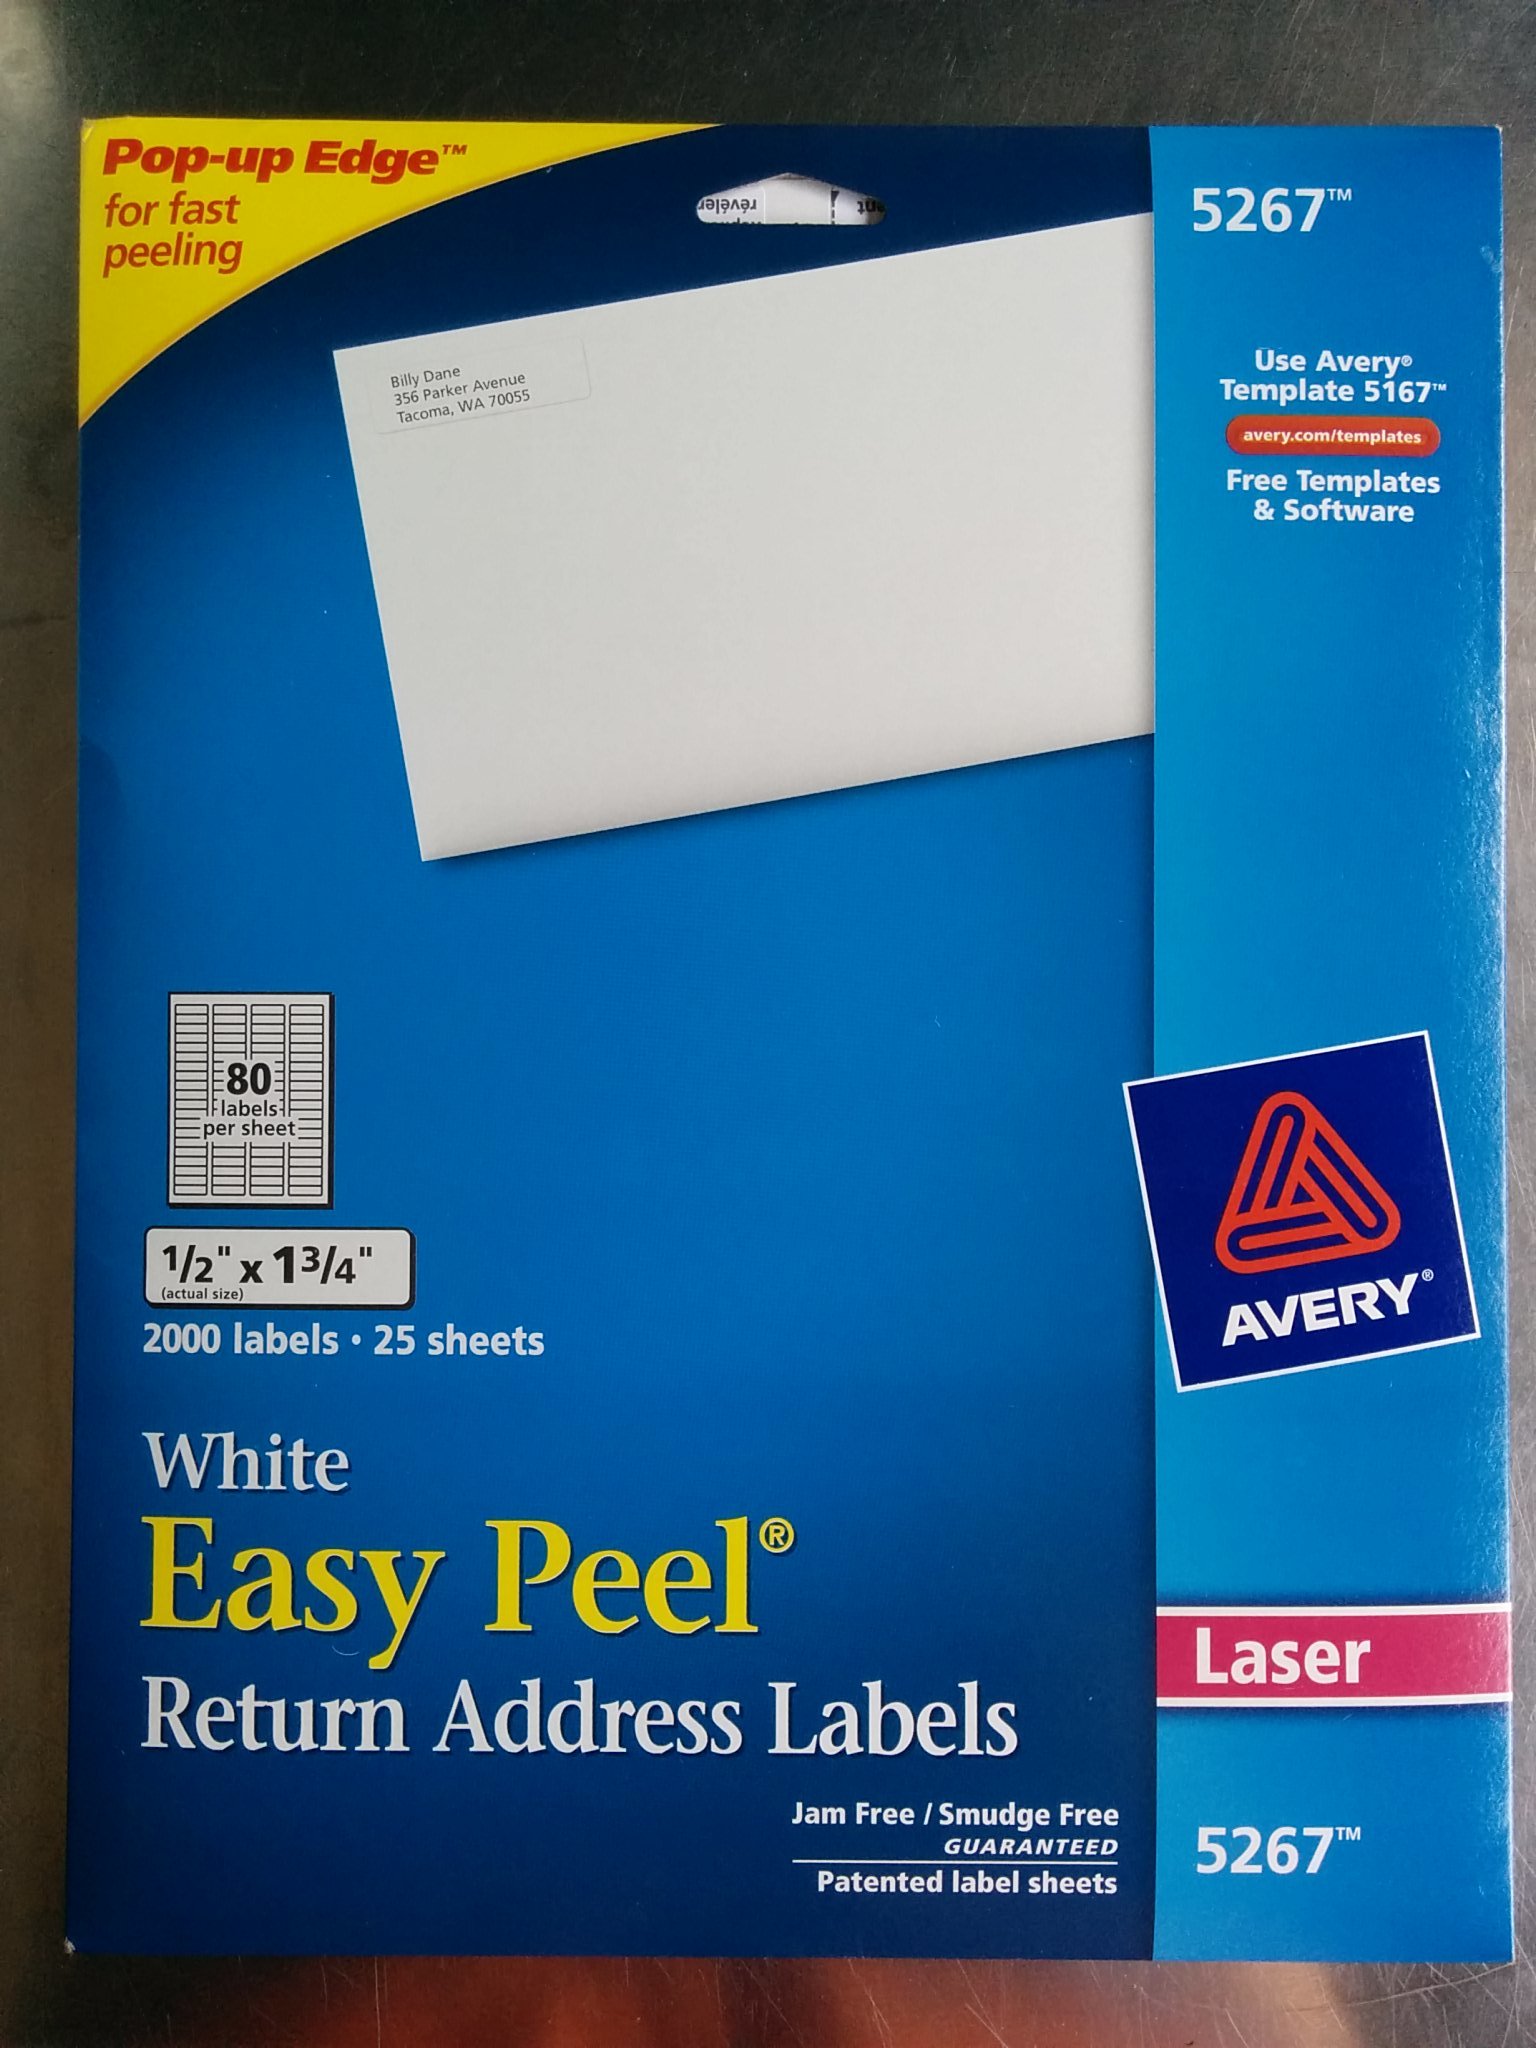 Pop-up Edge™
for fast
peeling
révéler
5267™
Billy Dane
356 Parker Avenue
Tacoma, WA 70055
Use Avery®
Template 5167™
avery.com/templates
Free Templates
& Software
80
labels
per sheet
1/2" x 1 3/4"
(actual size)
2000 labels • 25 sheets
AVERY®
White
Easy Peel®
Return Address Labels
Laser
Jam Free / Smudge Free
GUARANTEED
Patented label sheets
5267™